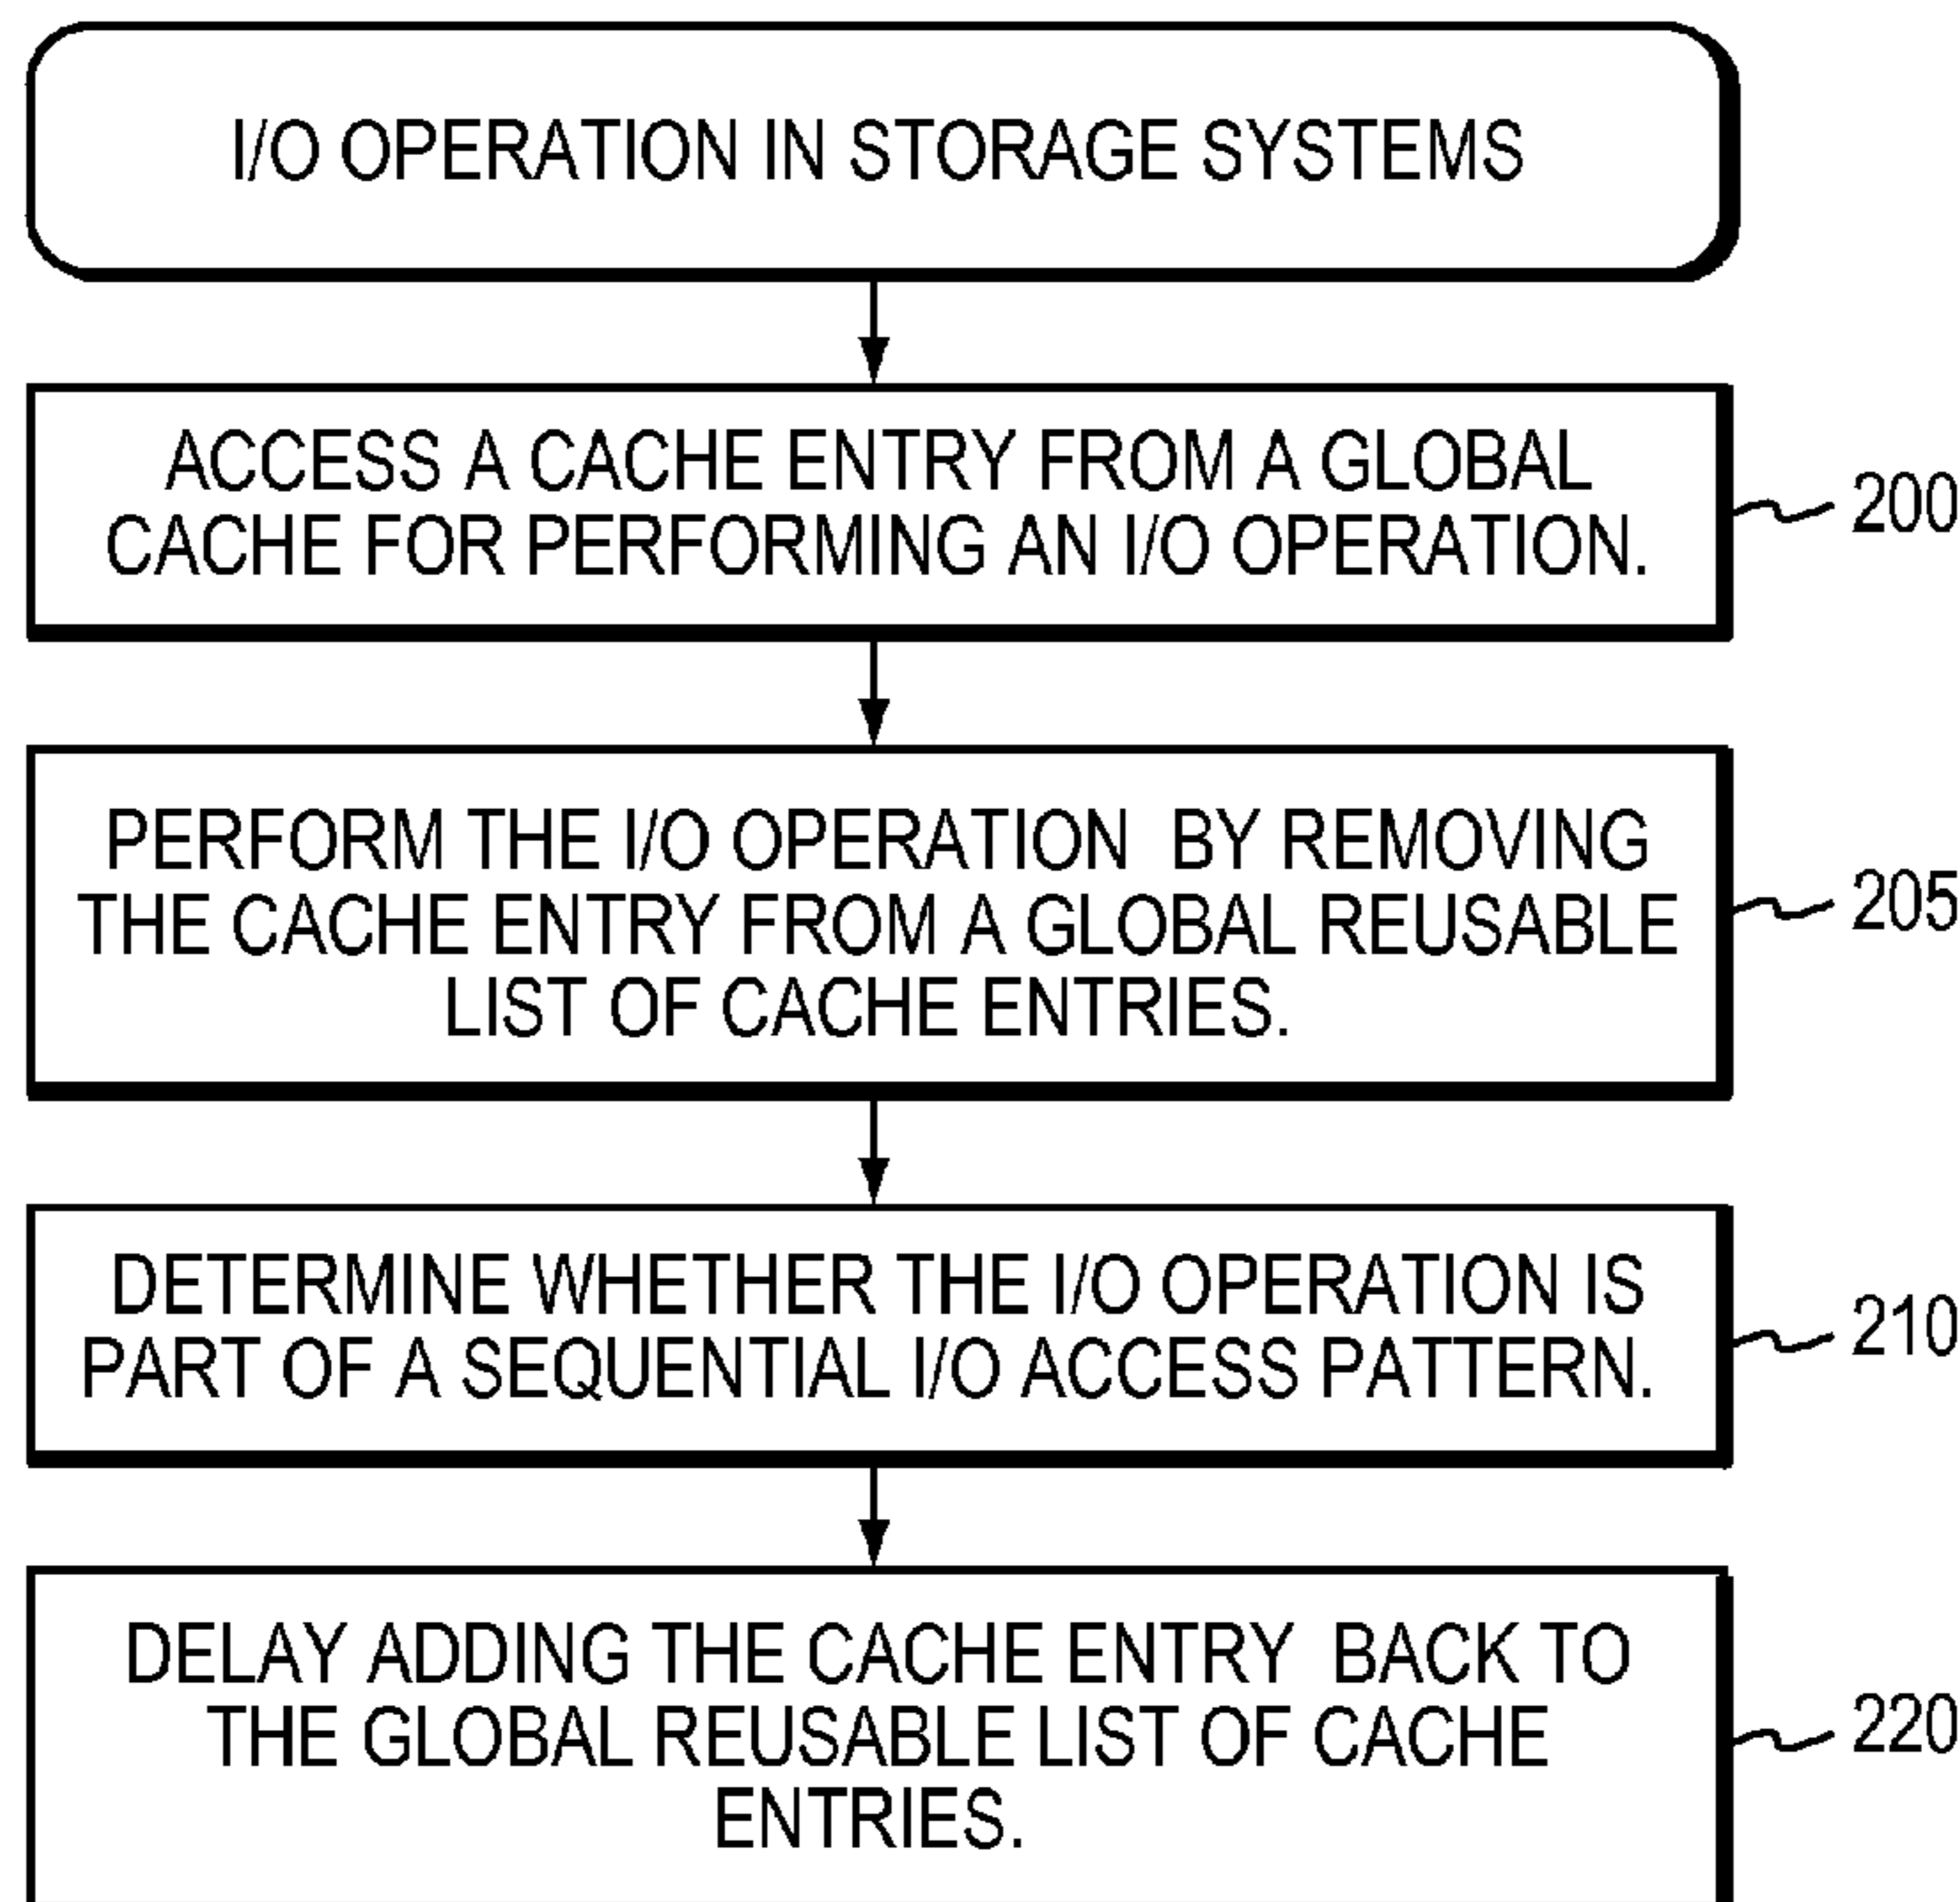 I/O OPERATION IN STORAGE SYSTEMS
ACCESS A CACHE ENTRY FROM A GLOBAL
CACHE FOR PERFORMING AN I/O OPERATION.
200
PERFORM THE I/O OPERATION BY REMOVING
THE CACHE ENTRY FROM A GLOBAL REUSABLE
LIST OF CACHE ENTRIES.
205
DETERMINE WHETHER THE I/O OPERATION IS
PART OF A SEQUENTIAL I/O ACCESS PATTERN.
210
DELAY ADDING THE CACHE ENTRY BACK TO
THE GLOBAL REUSABLE LIST OF CACHE
ENTRIES.
220